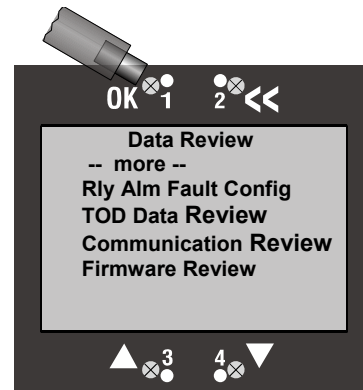 OK 1 2 <<
Data Review
-- more --
Rly Alm Fault Config
TOD Data Review
Communication Review
Firmware Review
3 4